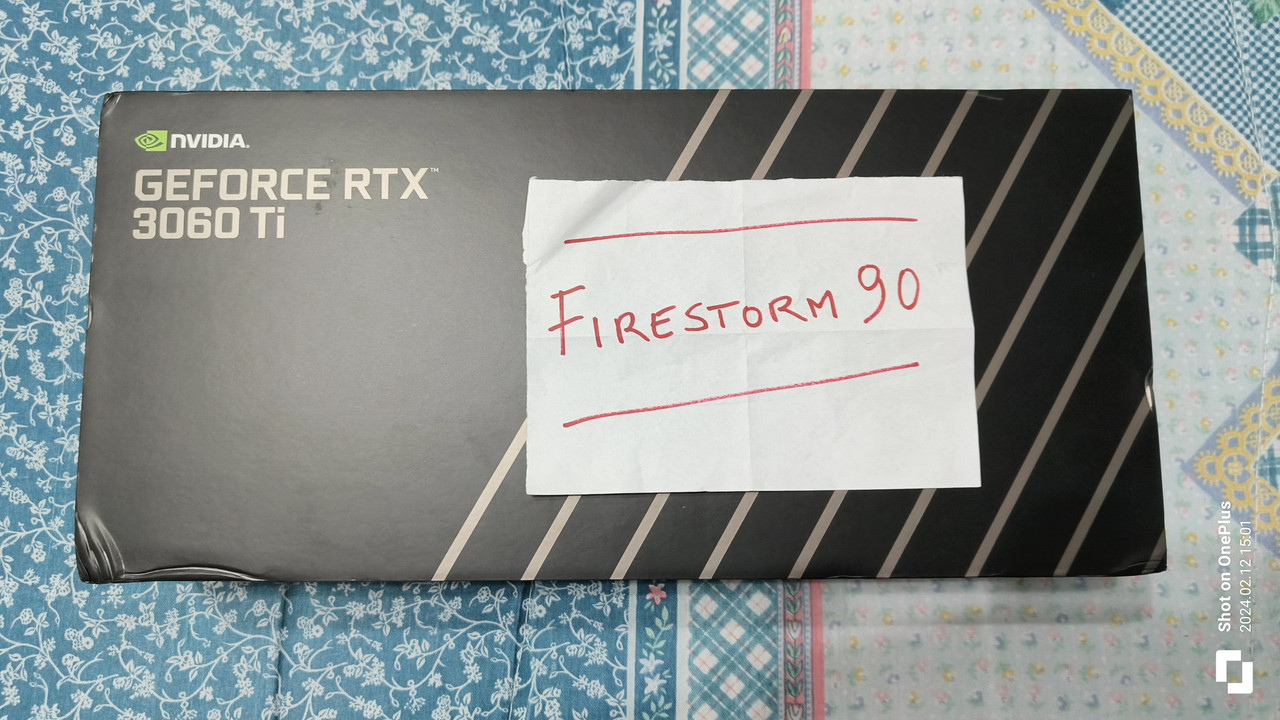 NVIDIA.
GEFORCE RTX™
3060 Ti
FIRESTORM 90
Shot on OnePlus
2024.02.12 15:01